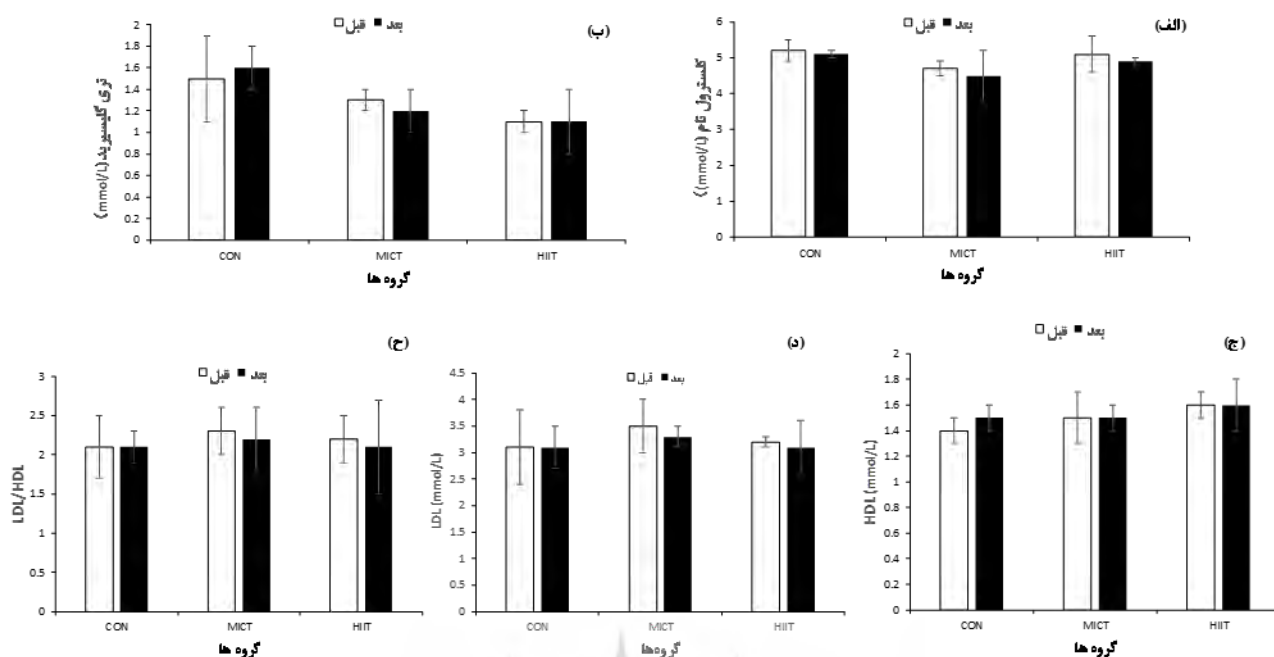 (الف)
قبل بعد
کلسترول تام (mmol/L))
6
5
4
3
2
1
0
CON MICT HIIT
گروه ها
(ب)
قبل بعد
تری گلیسیرید (mmol/L)
2
1.8
1.6
1.4
1.2
1
0.8
0.6
0.4
0.2
0
CON MICT HIIT
گروه ها
(ج)
قبل بعد
HDL (mmol/L)
2
1.8
1.6
1.4
1.2
1
0.8
0.6
0.4
0.2
0
CON MICT HIIT
گروه ها
(د)
قبل بعد
LDL (mmol/L)
4.5
4
3.5
3
2.5
2
1.5
1
0.5
0
CON MICT HIIT
گروه‌ها
(ح)
قبل بعد
LDL/HDL
3
2.5
2
1.5
1
0.5
0
CON MICT HIIT
گروه ها